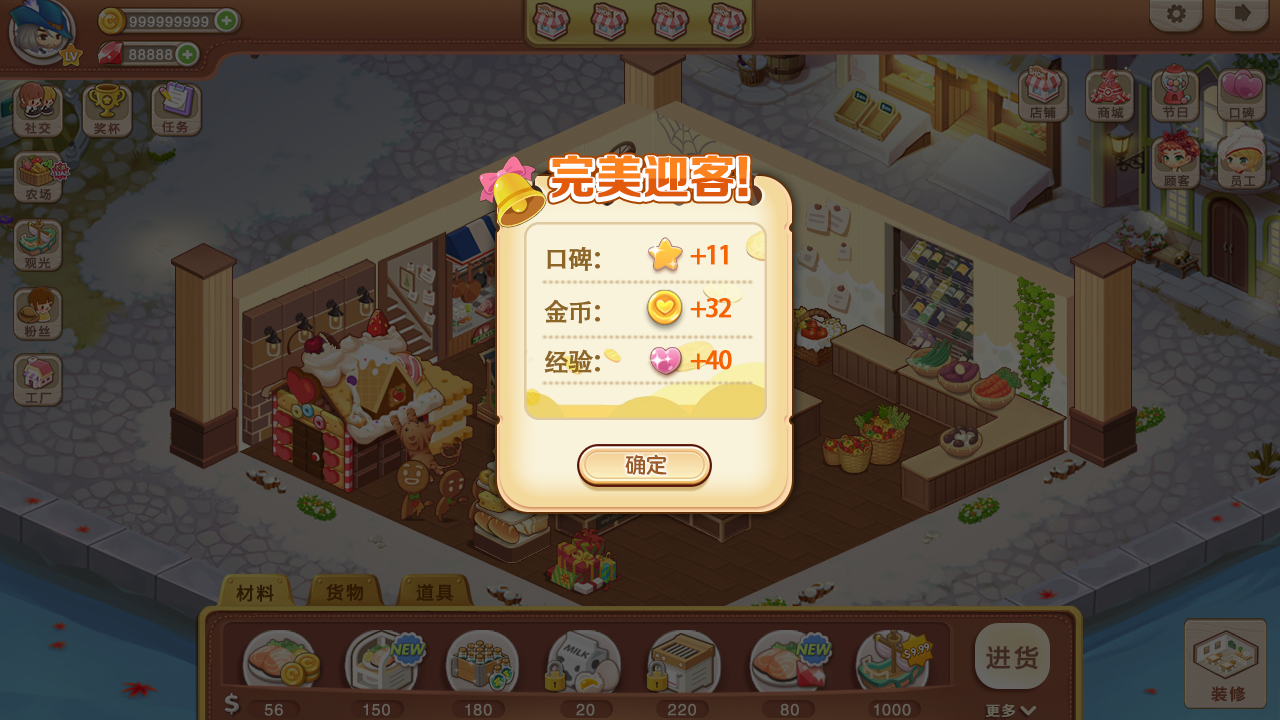 C 999999999
LV
88888
社交
奖杯
任务
农场
观光
粉丝
工厂
店铺
商城
节日
口碑
顾客
员工
完美迎客!
口碑: +11
金币: +32
经验: +40
确定
材料 货物 道具
NEW
MILK
NEW
$9.99
进货
$ 56 150 180 20 220 80 1000 更多
装修